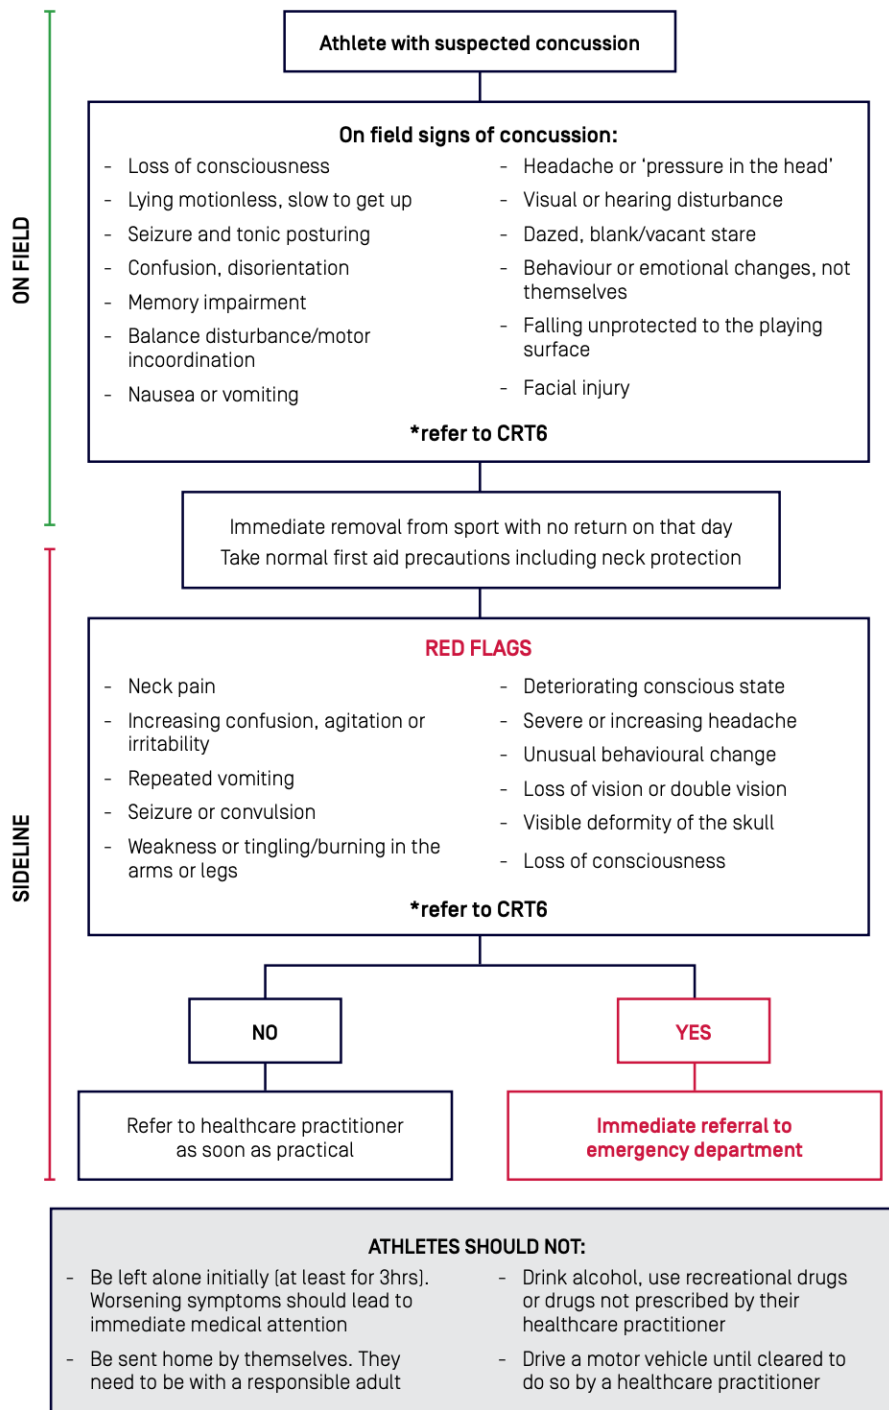 Athlete with suspected concussion
ON FIELD
On field signs of concussion:
- Loss of consciousness
- Lying motionless, slow to get up
- Seizure and tonic posturing
- Confusion, disorientation
- Memory impairment
- Balance disturbance/motor
incoordination
- Nausea or vomiting
- Headache or ‘pressure in the head’
- Visual or hearing disturbance
- Dazed, blank/vacant stare
- Behaviour or emotional changes, not
themselves
- Falling unprotected to the playing
surface
- Facial injury
*refer to CRT6
Immediate removal from sport with no return on that day
Take normal first aid precautions including neck protection
SIDELINE
RED FLAGS
- Neck pain
- Increasing confusion, agitation or
irritability
- Repeated vomiting
- Seizure or convulsion
- Weakness or tingling/burning in the
arms or legs
- Deteriorating conscious state
- Severe or increasing headache
- Unusual behavioural change
- Loss of vision or double vision
- Visible deformity of the skull
- Loss of consciousness
*refer to CRT6
NO
Refer to healthcare practitioner
as soon as practical
YES
Immediate referral to
emergency department
ATHLETES SHOULD NOT:
- Be left alone initially (at least for 3hrs).
Worsening symptoms should lead to
immediate medical attention
- Be sent home by themselves. They
need to be with a responsible adult
- Drink alcohol, use recreational drugs
or drugs not prescribed by their
healthcare practitioner
- Drive a motor vehicle until cleared to
do so by a healthcare practitioner